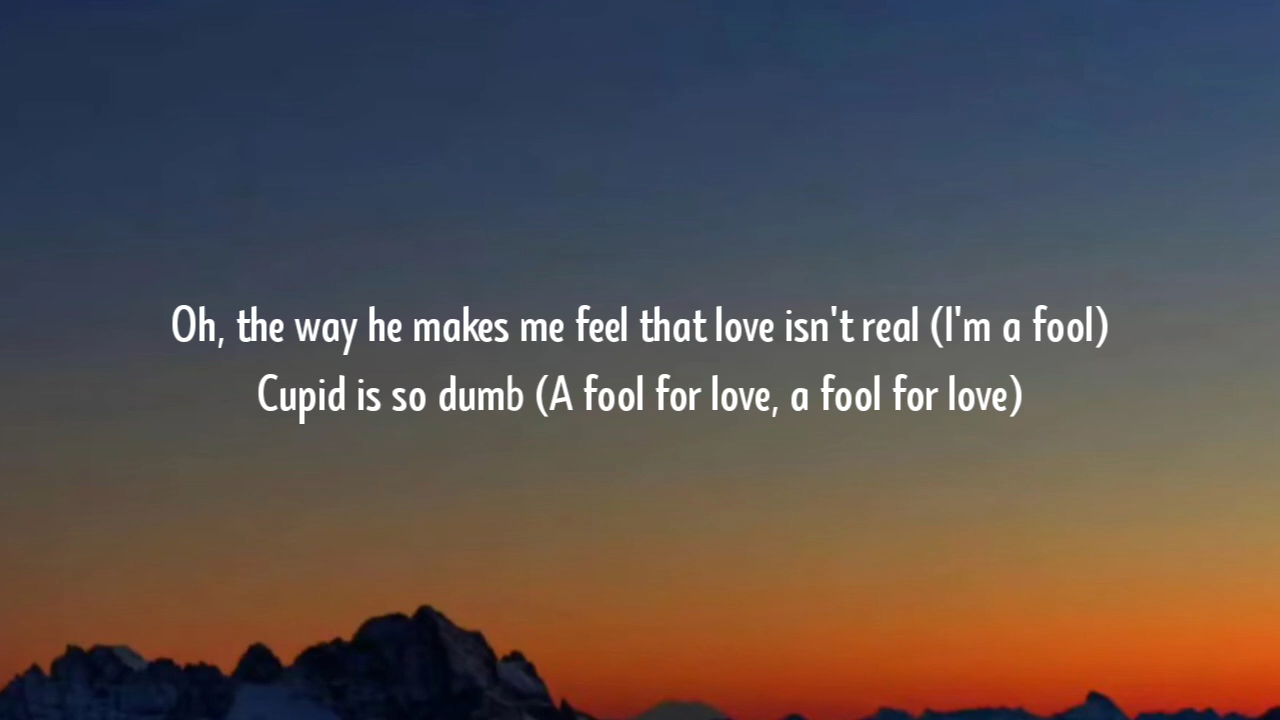 Oh, the way he makes me feel that love isn't real (I'm a fool)
Cupid is so dumb (A fool for love, a fool for love)